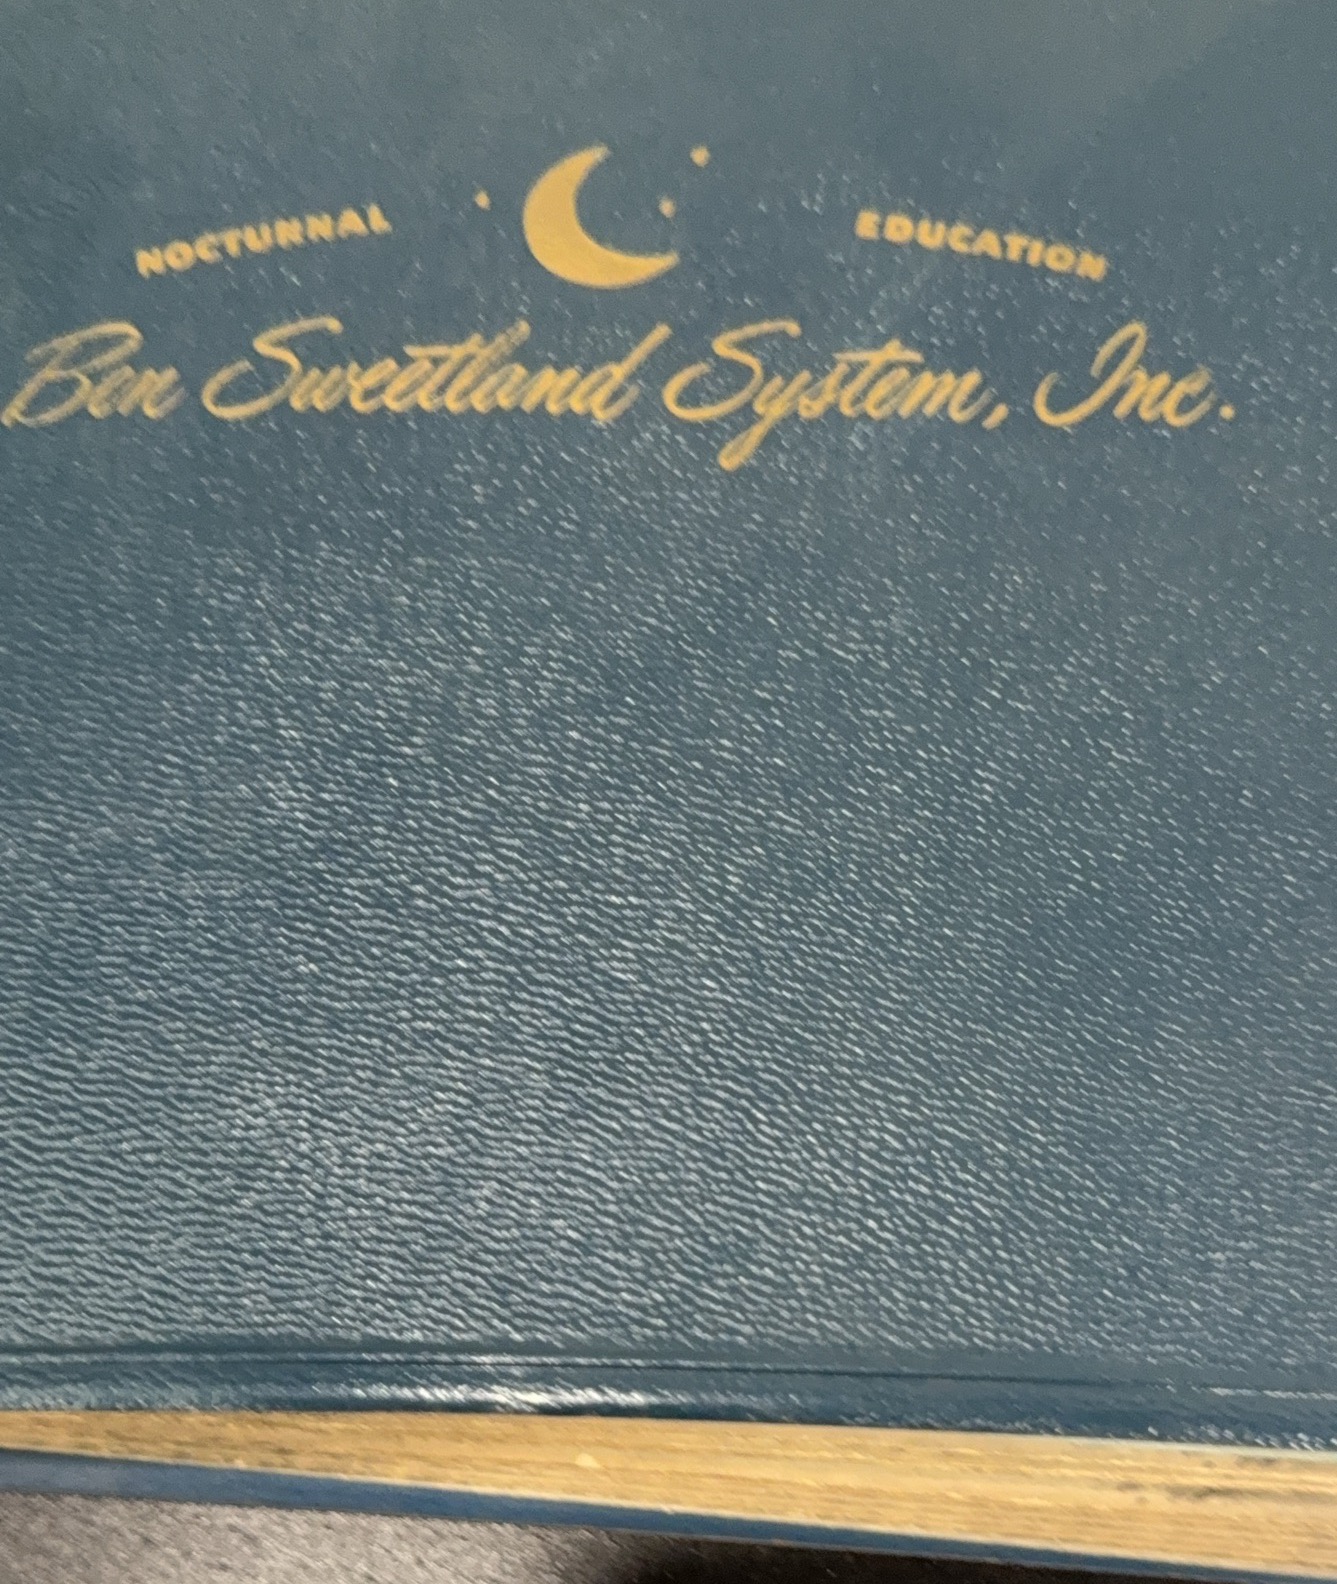 NOCTURNAL EDUCATION
Ben Sweetland System, Inc.